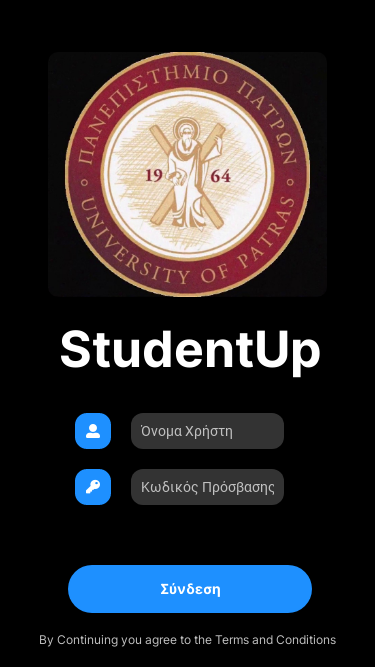 ΠΑΝΕΠΙΣΤΗΜΙΟ ΠΑΤΡΩΝ
19 64
UNIVERSITY OF PATRAS
StudentUp
Όνομα Χρήστη
Κωδικός Πρόσβασης
Σύνδεση
By Continuing you agree to the Terms and Conditions